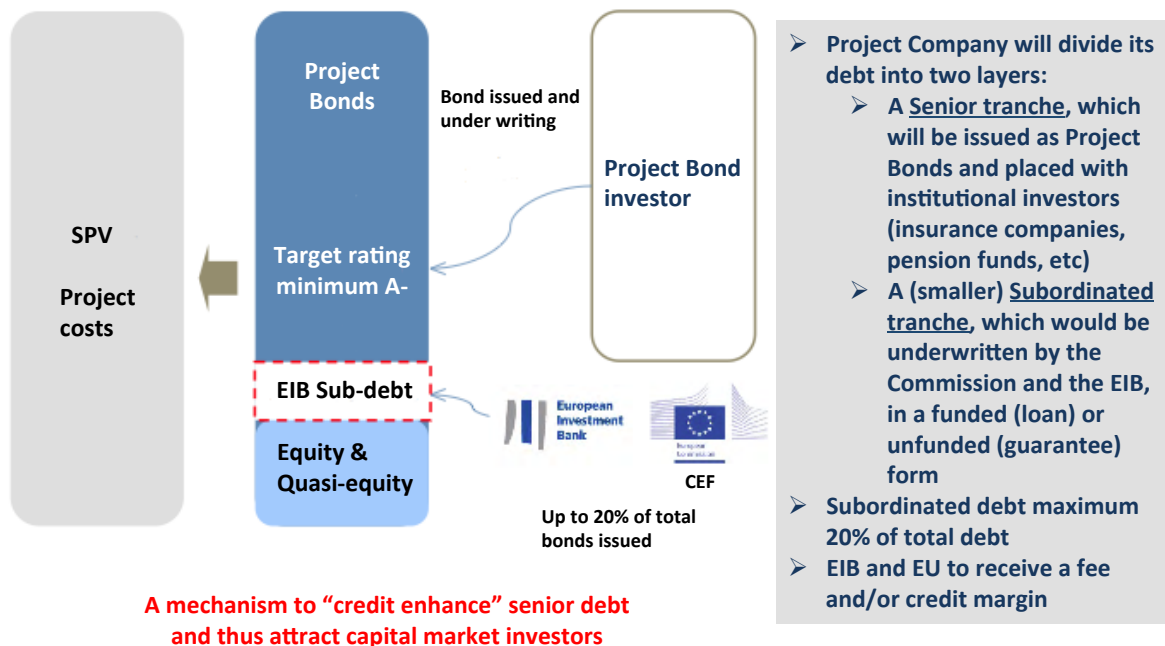 SPV
Project
costs
Project
Bonds
Target rating
minimum A-
EIB Sub-debt
Equity &
Quasi-equity
Bond issued and
under writing
Project Bond
investor
European
Investment
Bank
European
Commission
CEF
Up to 20% of total
bonds issued
A mechanism to “credit enhance” senior debt
and thus attract capital market investors
➢ Project Company will divide its
debt into two layers:
➢ A Senior tranche, which
will be issued as Project
Bonds and placed with
institutional investors
(insurance companies,
pension funds, etc)
➢ A (smaller) Subordinated
tranche, which would be
underwritten by the
Commission and the EIB,
in a funded (loan) or
unfunded (guarantee)
form
➢ Subordinated debt maximum
20% of total debt
➢ EIB and EU to receive a fee
and/or credit margin